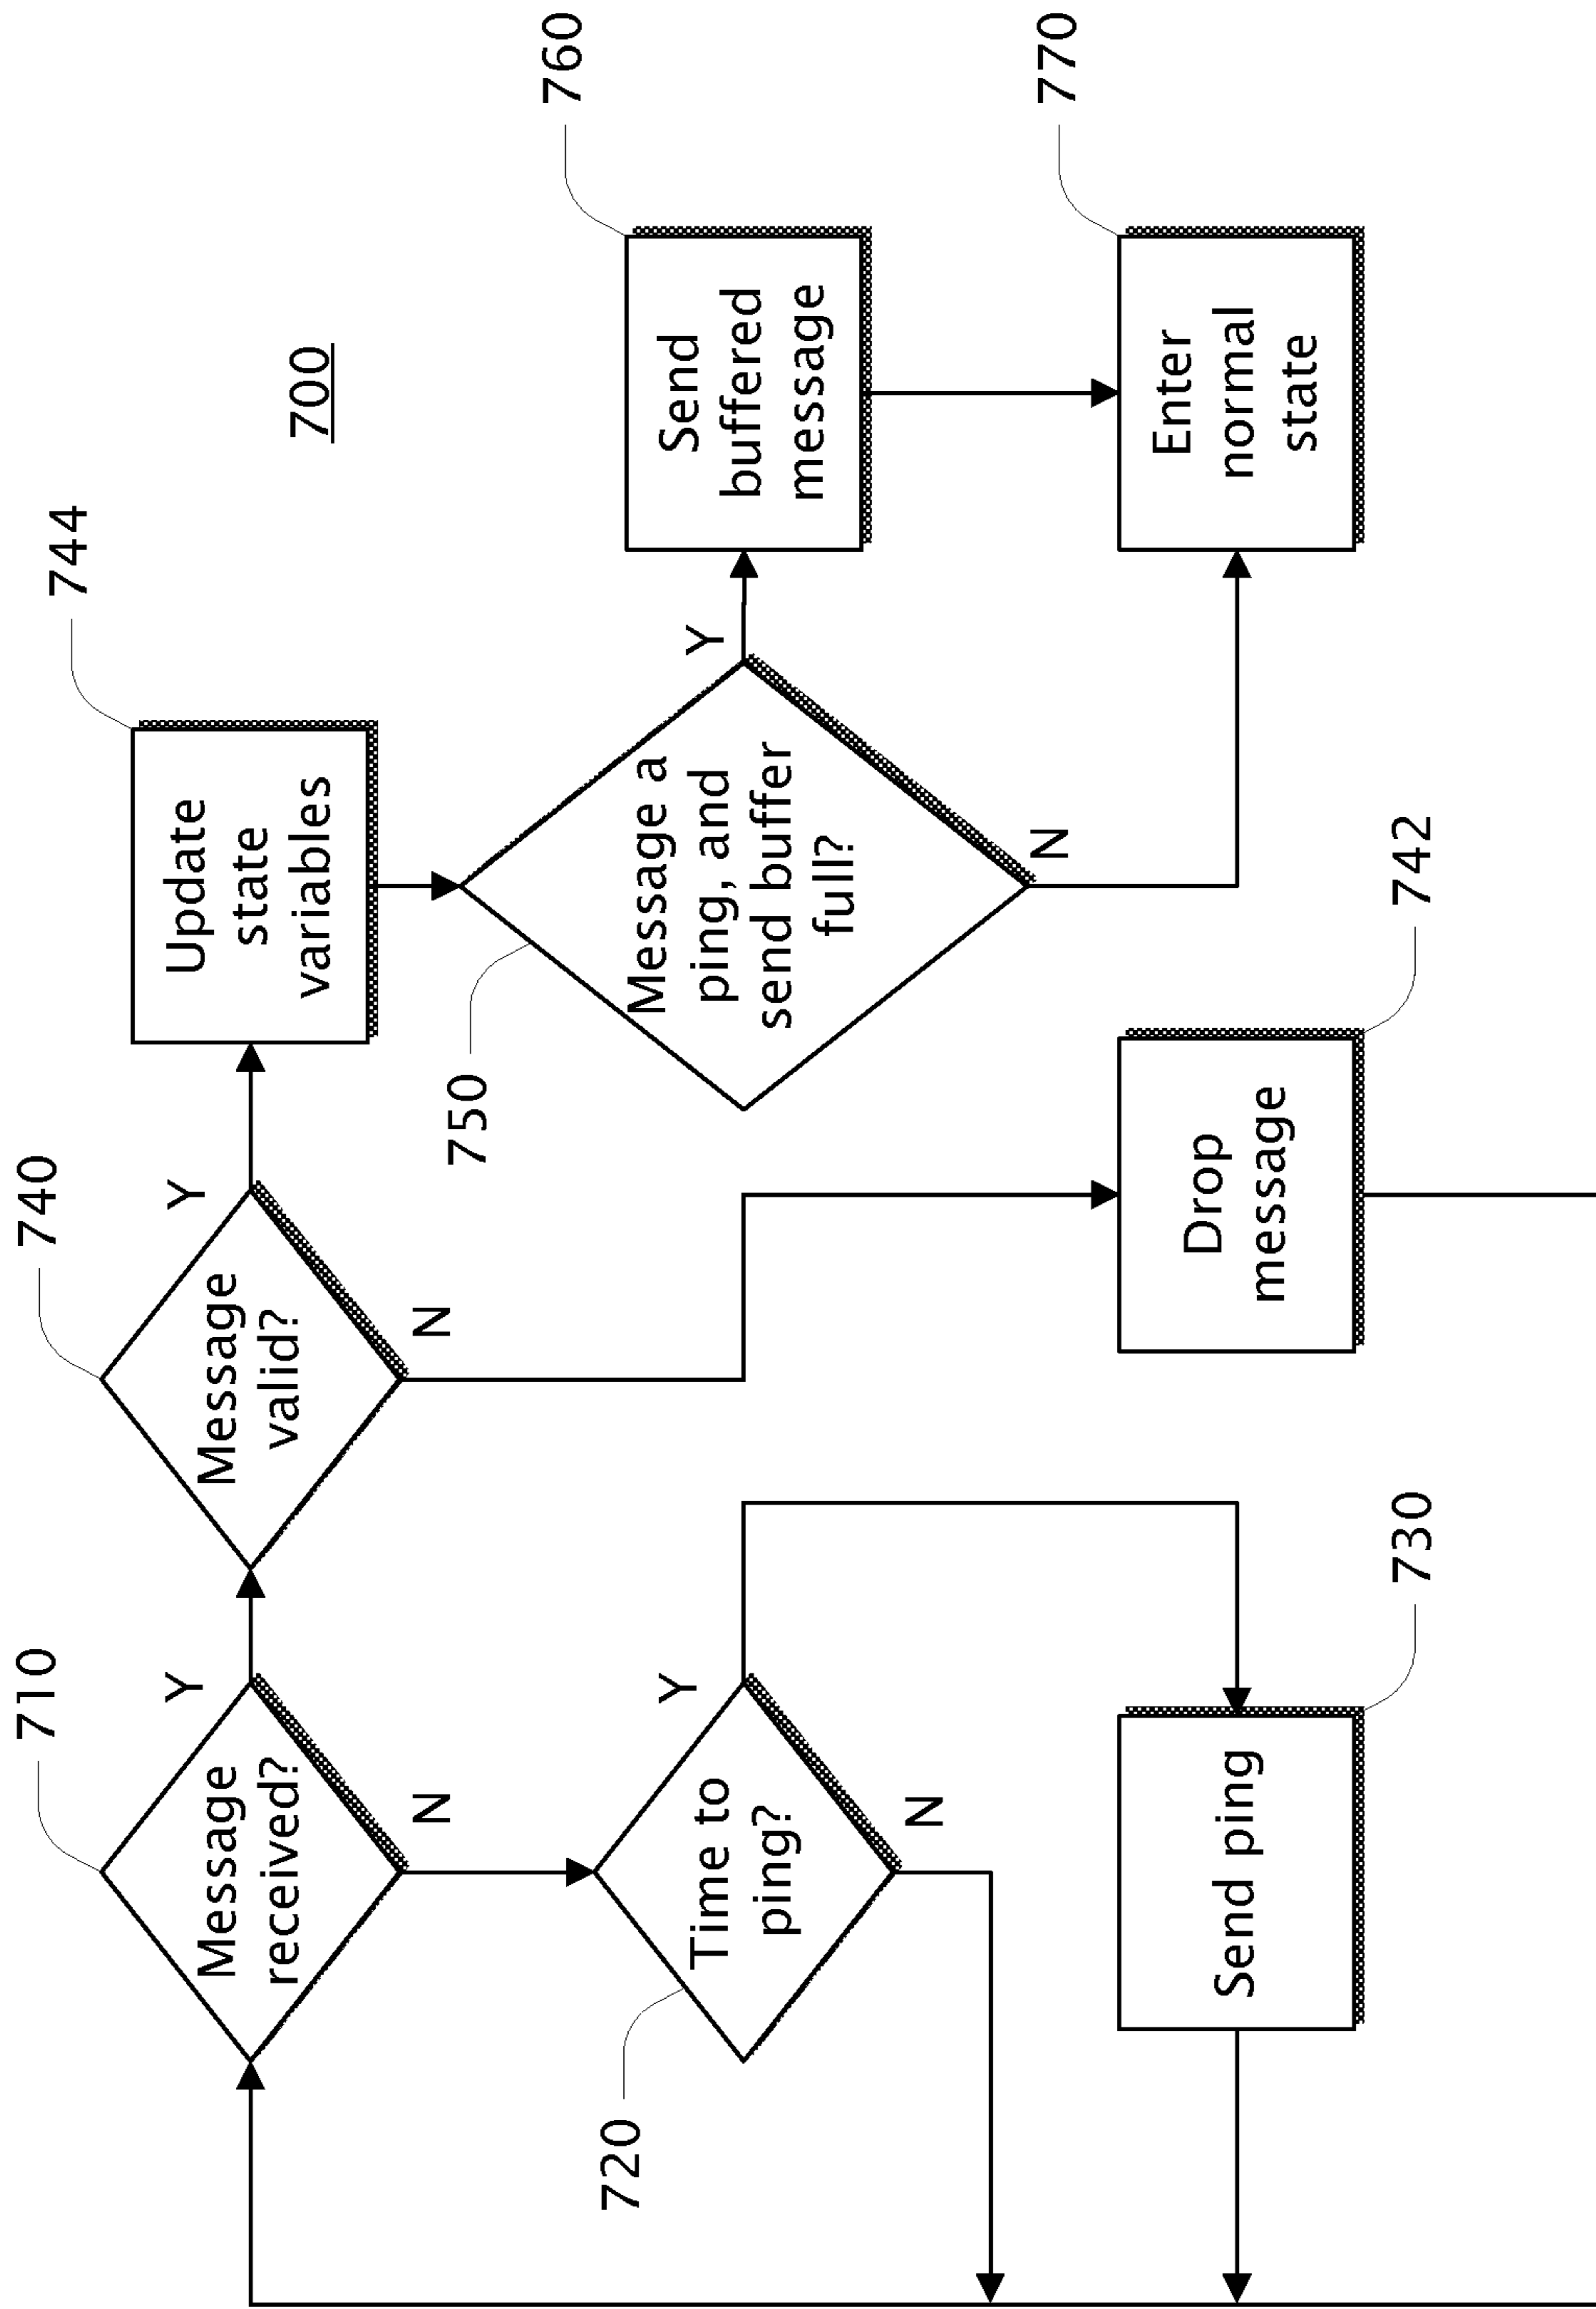 700
710
Message
received?
Y
N
740
Message
valid?
Y
N
744
Update
state
variables
720
Time to
ping?
Y
N
750
Message a
ping, and
send buffer
full?
Y
N
760
Send
buffered
message
730
Send ping
742
Drop
message
770
Enter
normal
state